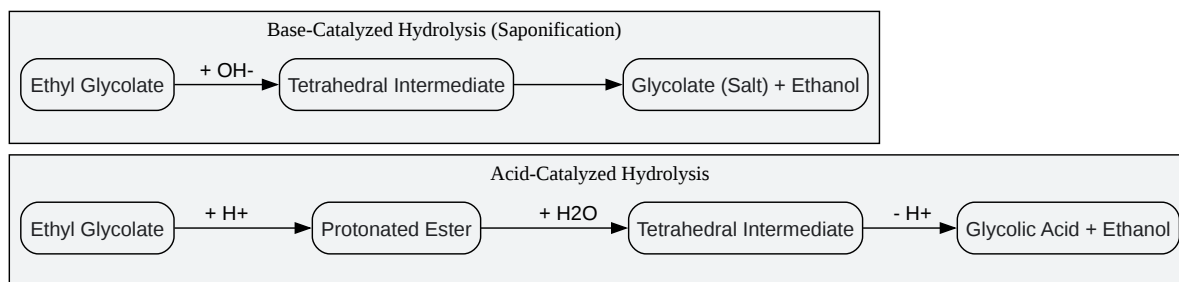 Base-Catalyzed Hydrolysis (Saponification)
Ethyl Glycolate
+ OH-
Tetrahedral Intermediate
Glycolate (Salt) + Ethanol
Acid-Catalyzed Hydrolysis
Ethyl Glycolate
+ H+
Protonated Ester
+ H2O
Tetrahedral Intermediate
- H+
Glycolic Acid + Ethanol